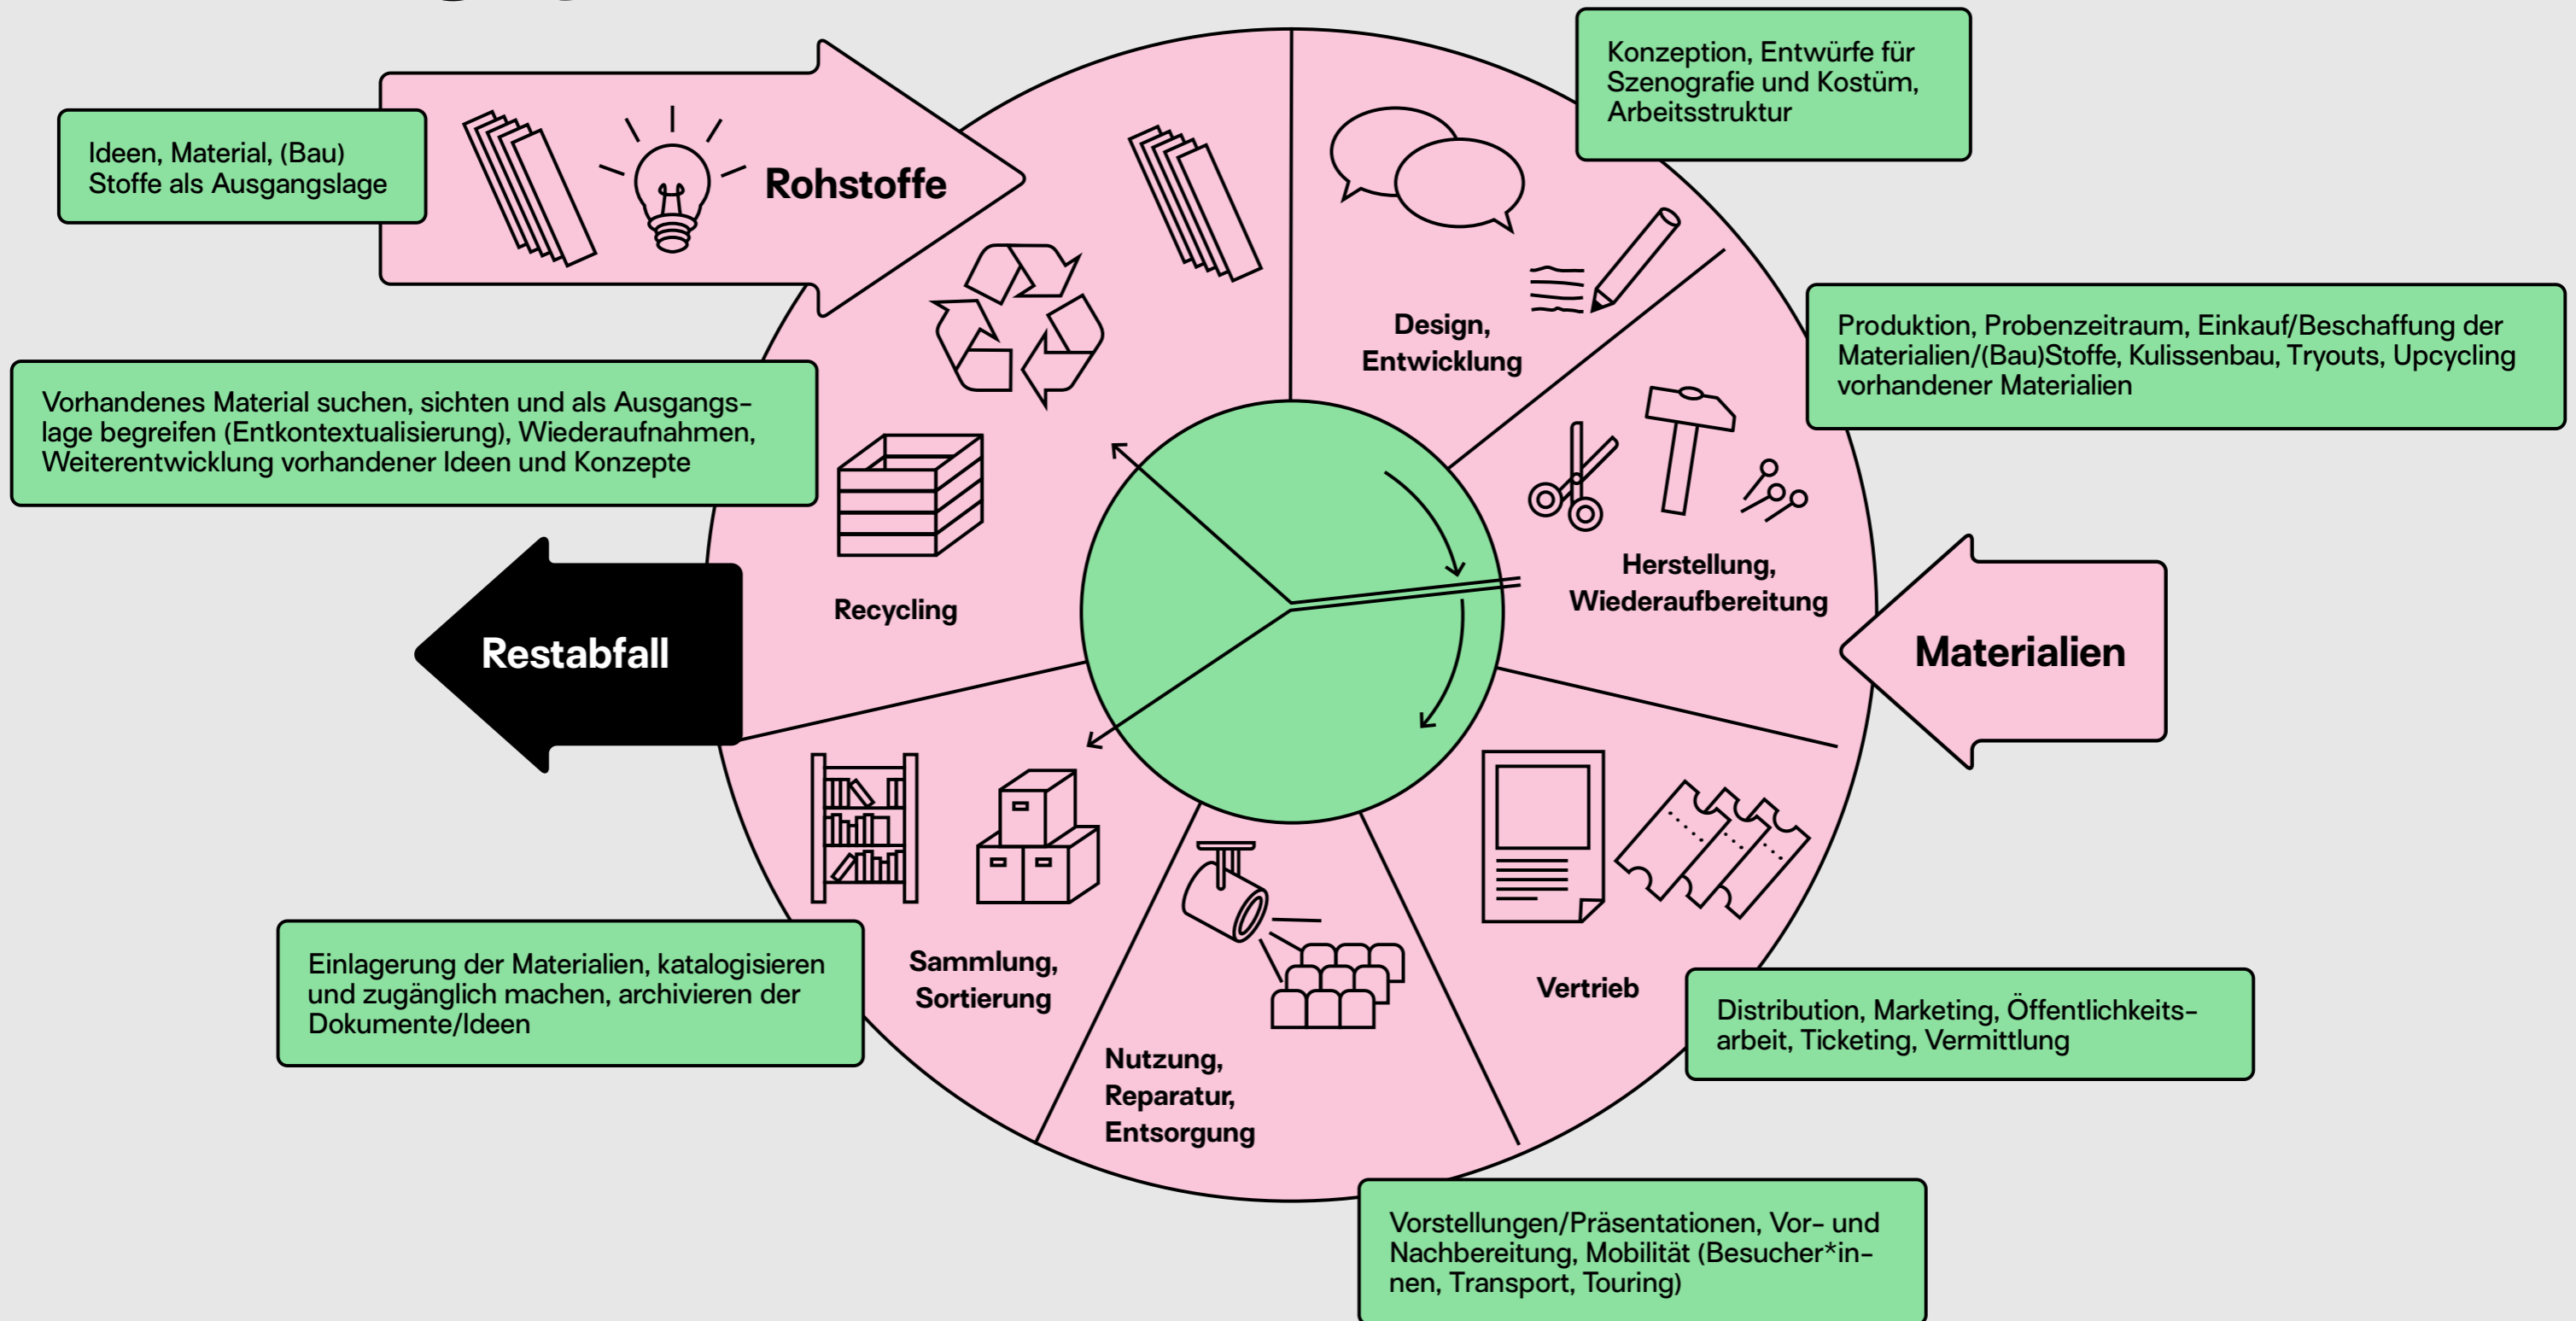 Ideen, Material, (Bau)
Stoffe als Ausgangslage
Rohstoffe
Konzeption, Entwürfe für
Szenografie und Kostüm,
Arbeitsstruktur
Design,
Entwicklung
Produktion, Probenzeitraum, Einkauf/Beschaffung der
Materialien/(Bau)Stoffe, Kulissenbau, Tryouts, Upcycling
vorhandener Materialien
Herstellung,
Wiederaufbereitung
Materialien
Vertrieb
Distribution, Marketing, Öffentlichkeits-
arbeit, Ticketing, Vermittlung
Nutzung,
Reparatur,
Entsorgung
Vorstellungen/Präsentationen, Vor- und
Nachbereitung, Mobilität (Besucher*in-
nen, Transport, Touring)
Sammlung,
Sortierung
Einlagerung der Materialien, katalogisieren
und zugänglich machen, archivieren der
Dokumente/Ideen
Restabfall
Recycling
Vorhandenes Material suchen, sichten und als Ausgangs-
lage begreifen (Entkontextualisierung), Wiederaufnahmen,
Weiterentwicklung vorhandener Ideen und Konzepte